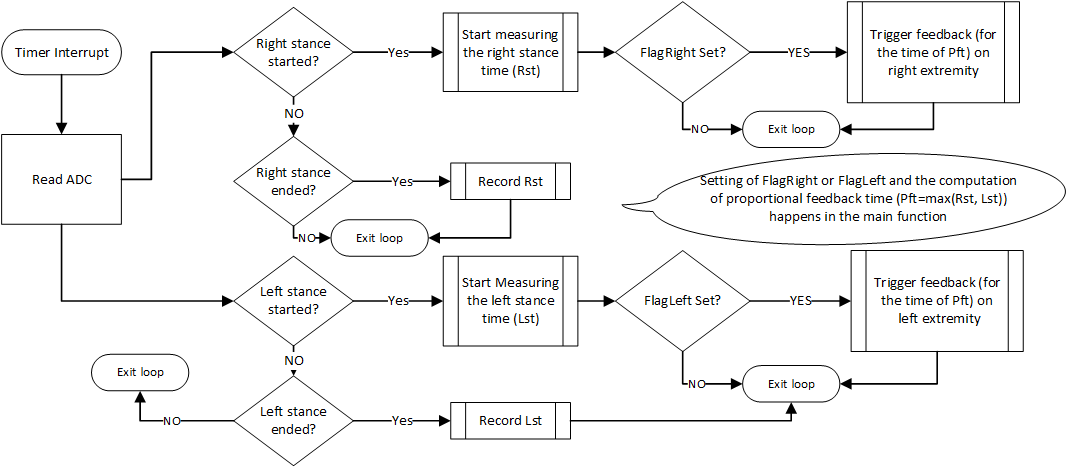 Timer Interrupt
Read ADC
Right stance
started?
Yes
Start measuring
the right stance
time (Rst)
FlagRight Set?
YES
Trigger feedback (for
the time of Pft) on
right extremity
NO
NO
Exit loop
Right stance
ended?
Yes
Record Rst
NO
Exit loop
Setting of FlagRight or FlagLeft and the computation
of proportional feedback time (Pft=max(Rst, Lst))
happens in the main function
Left stance
started?
Yes
Start Measuring
the left stance
time (Lst)
FlagLeft Set?
YES
Trigger feedback (for
the time of Pft) on
left extremity
NO
NO
Exit loop
Exit loop
Left stance
ended?
NO
Yes
Record Lst